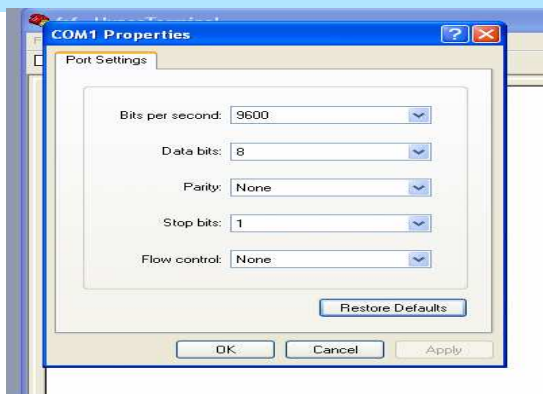 COM1 Properties
Port Settings
Bits per second: 9600
Data bits: 8
Parity: None
Stop bits: 1
Flow control: None
Restore Defaults
OK
Cancel
Apply